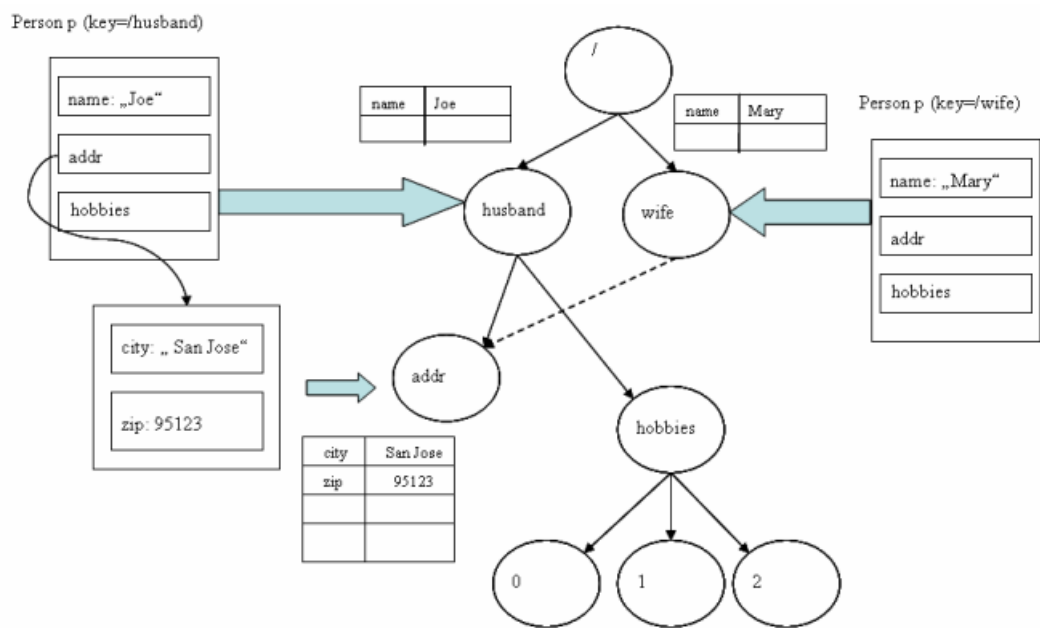 Person p (key=/husband)
name: „Joe“
addr
hobbies
city: „ San Jose“
zip: 95123
name Joe
/
name Mary
husband
wife
addr
city San Jose
zip 95123
hobbies
0 1 2
Person p (key=/wife)
name: „Mary“
addr
hobbies